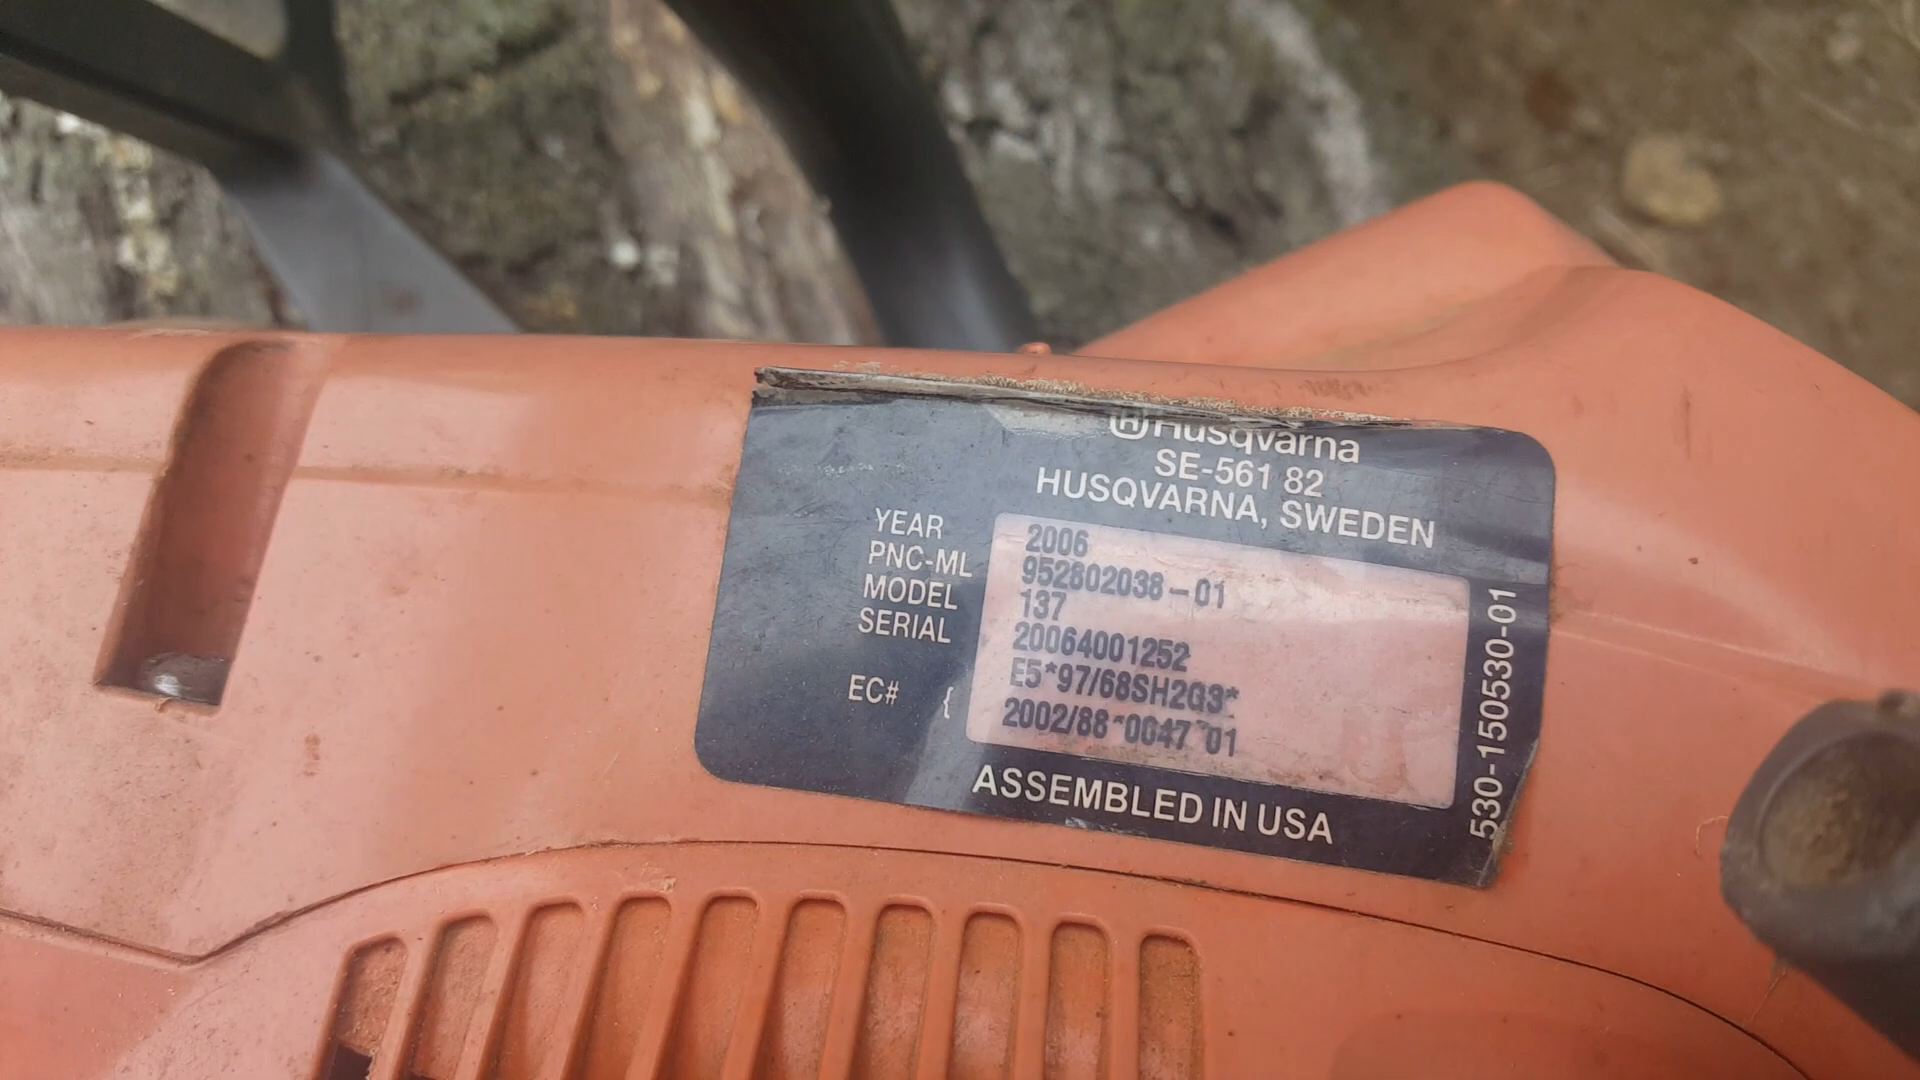 Husqvarna
SE-561 82
HUSQVARNA, SWEDEN
YEAR 2006
PNC-ML 952802038-01
MODEL 137
SERIAL 20064001252
EC# { E5*97/68SH2G3*
2002/88*0047*01
ASSEMBLED IN USA
530-150530-01